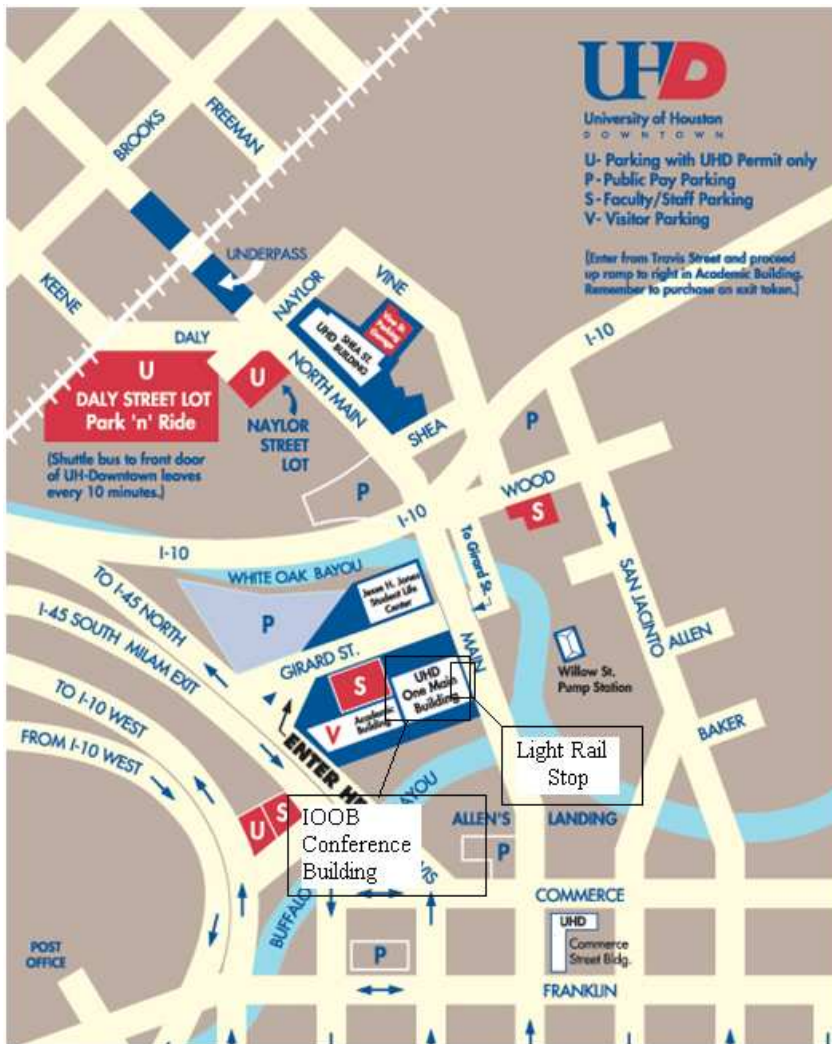 UHD
University of Houston
DOWNTOWN
U- Parking with UHD Permit only
P-Public Pay Parking
S-Faculty/Staff Parking
V- Visitor Parking
(Enter from Travis Street and proceed
up ramp to right in Academic Building.
Remember to purchase an exit token.)
BROOKS
FREEMAN
UNDERPASS
KEENE
NAYLOR
VINE
DALY
SHEA ST.
UHD BUILDING
Vine St.
Parking
Garage
I-10
U
DALY STREET LOT
Park 'n' Ride
U
NORTH MAIN
NAYLOR
STREET
LOT
SHEA
P
(Shuttle bus to front door
of UH-Downtown leaves
every 10 minutes.)
P
WOOD
S
I-10
To Girard St.
TO I-45 NORTH
WHITE OAK BAYOU
Jesse H. Jones
Student Life
Center
SAN JACINTO
I-45 SOUTH MILAM EXIT
P
MAIN
ALLEN
GIRARD ST.
Willow St.
Pump Station
TO I-10 WEST
S
UHD
One Main
Building
V
Academic
Building
BAKER
FROM I-10 WEST
ENTER HE
Light Rail
Stop
AYOU
U
S
IOOB
Conference
Building
ALLEN'S
LANDING
P
VIS
COMMERCE
BUFFALO
UHD
Commerce
Street Bldg.
POST
OFFICE
P
FRANKLIN